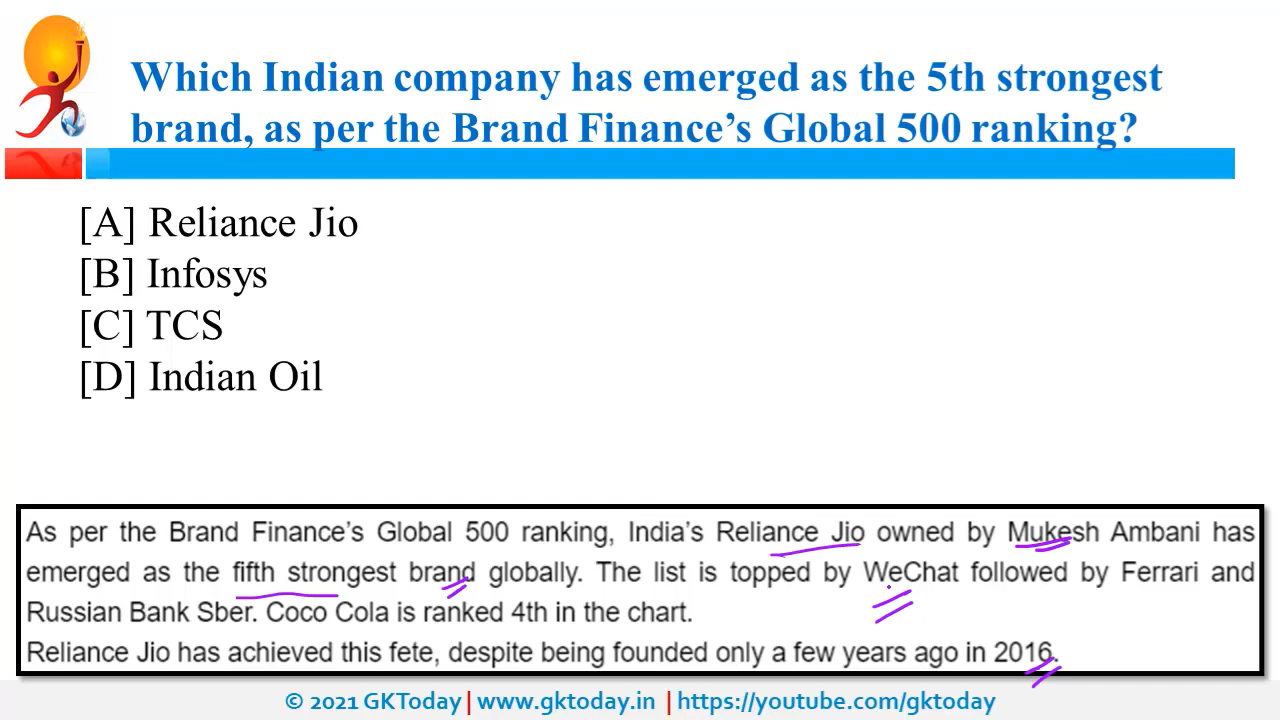 Which Indian company has emerged as the 5th strongest
brand, as per the Brand Finance’s Global 500 ranking?
[A] Reliance Jio
[B] Infosys
[C] TCS
[D] Indian Oil
As per the Brand Finance’s Global 500 ranking, India’s Reliance Jio owned by Mukesh Ambani has
emerged as the fifth strongest brand globally. The list is topped by WeChat followed by Ferrari and
Russian Bank Sber. Coco Cola is ranked 4th in the chart.
Reliance Jio has achieved this fete, despite being founded only a few years ago in 2016.
© 2021 GKToday | www.gktoday.in | https://youtube.com/gktoday